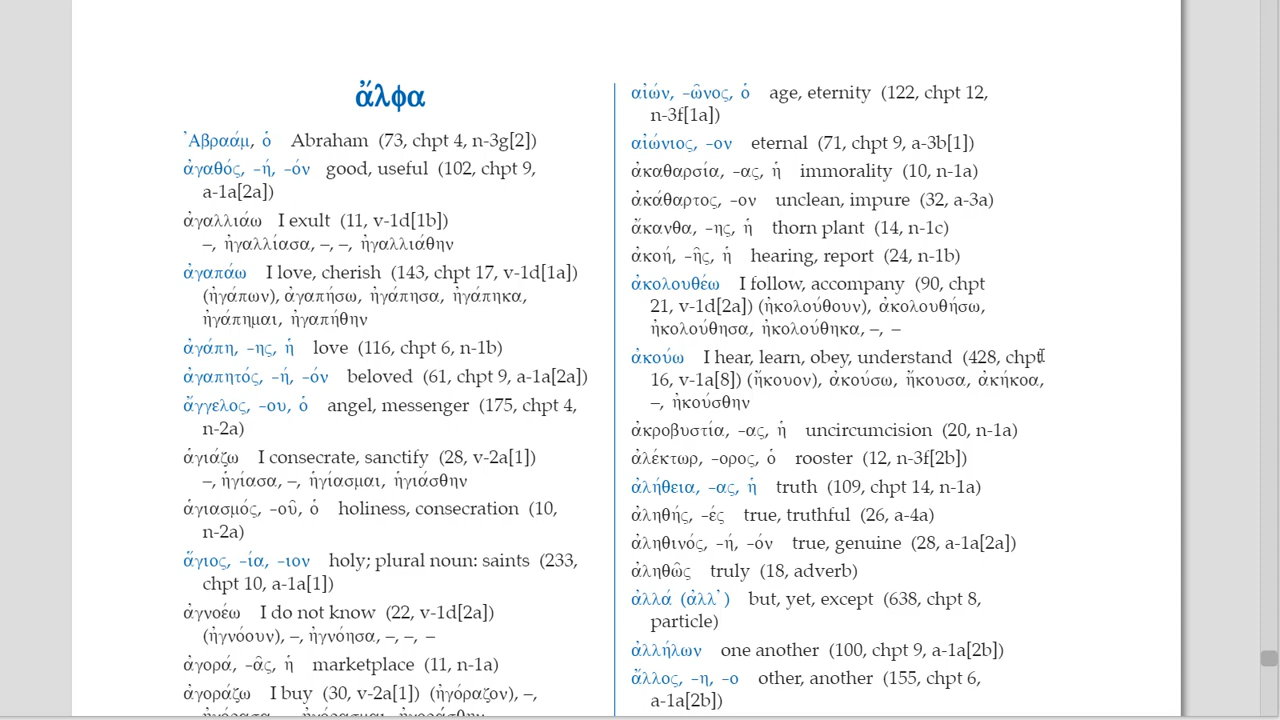 ἄλφα
Ἀβραάμ, ὁ Abraham (73, chpt 4, n-3g[2])
ἀγαθός, -ή, -όν good, useful (102, chpt 9,
a-1a[2a])
ἀγαλλιάω I exult (11, v-1d[1b])
–, ἠγαλλίασα, –, –, ἠγαλλιάθην
ἀγαπάω I love, cherish (143, chpt 17, v-1d[1a])
(ἠγάπων), ἀγαπήσω, ἠγάπησα, ἠγάπηκα,
ἠγάπημαι, ἠγαπήθην
ἀγάπη, -ης, ἡ love (116, chpt 6, n-1b)
ἀγαπητός, -ή, -όν beloved (61, chpt 9, a-1a[2a])
ἄγγελος, -ου, ὁ angel, messenger (175, chpt 4,
n-2a)
ἁγιάζω I consecrate, sanctify (28, v-2a[1])
–, ἡγίασα, –, ἡγίασμαι, ἡγιάσθην
ἁγιασμός, -οῦ, ὁ holiness, consecration (10,
n-2a)
ἅγιος, -ία, -ιον holy; plural noun: saints (233,
chpt 10, a-1a[1])
ἀγνοέω I do not know (22, v-1d[2a])
(ἠγνόουν), –, ἠγνόησα, –, –, –
ἀγορά, -ᾶς, ἡ marketplace (11, n-1a)
ἀγοράζω I buy (30, v-2a[1]) (ἠγόραζον), –,
αἰών, -ῶνος, ὁ age, eternity (122, chpt 12,
n-3f[1a])
αἰώνιος, -ον eternal (71, chpt 9, a-3b[1])
ἀκαθαρσία, -ας, ἡ immorality (10, n-1a)
ἀκάθαρτος, -ον unclean, impure (32, a-3a)
ἄκανθα, -ης, ἡ thorn plant (14, n-1c)
ἀκοή, -ῆς, ἡ hearing, report (24, n-1b)
ἀκολουθέω I follow, accompany (90, chpt
21, v-1d[2a]) (ἠκολούθουν), ἀκολουθήσω,
ἠκολούθησα, ἠκολούθηκα, –, –
ἀκούω I hear, learn, obey, understand (428, chpt
16, v-1a[8]) (ἤκουον), ἀκούσω, ἤκουσα, ἀκήκοα,
–, ἠκούσθην
ἀκροβυστία, -ας, ἡ uncircumcision (20, n-1a)
ἀλέκτωρ, -ορος, ὁ rooster (12, n-3f[2b])
ἀλήθεια, -ας, ἡ truth (109, chpt 14, n-1a)
ἀληθής, -ές true, truthful (26, a-4a)
ἀληθινός, -ή, -όν true, genuine (28, a-1a[2a])
ἀληθῶς truly (18, adverb)
ἀλλά (ἀλλ᾽) but, yet, except (638, chpt 8,
particle)
ἀλλήλων one another (100, chpt 9, a-1a[2b])
ἄλλος, -η, -ο other, another (155, chpt 6,
a-1a[2b])